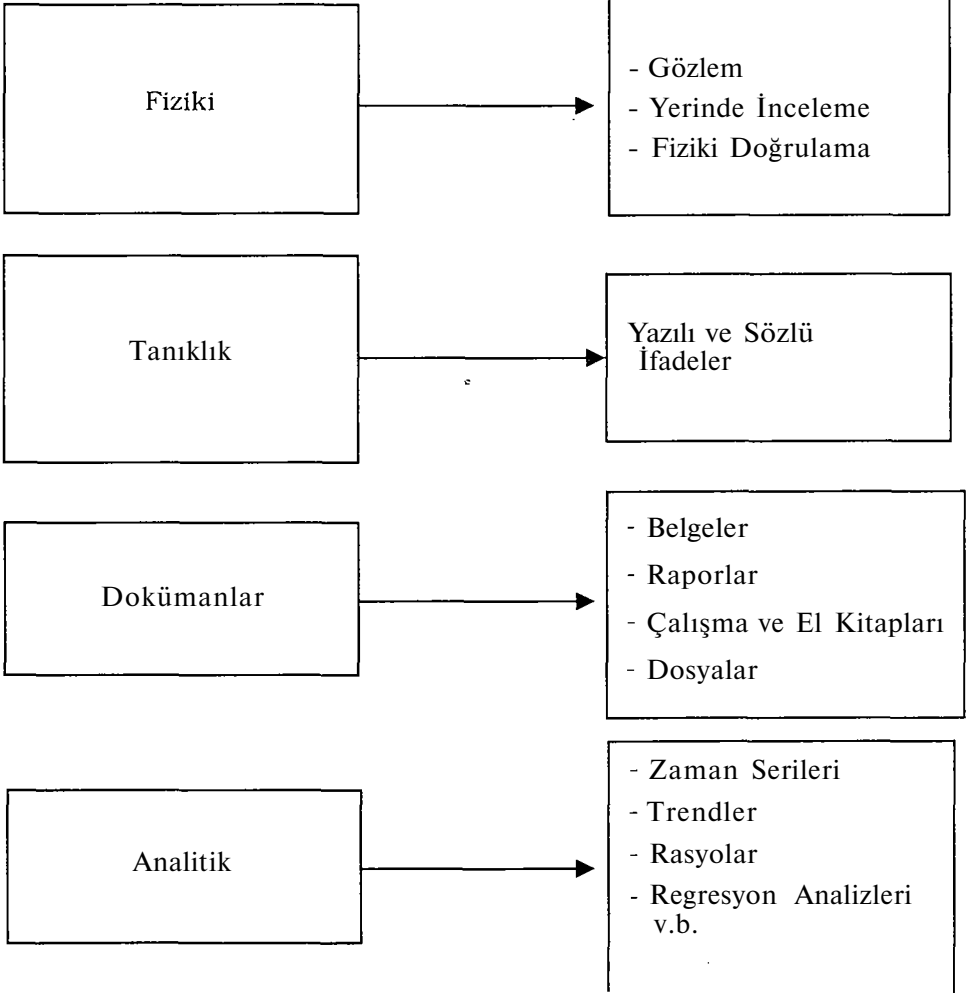 Fiziki
- Gözlem
- Yerinde İnceleme
- Fiziki Doğrulama
Tanıklık
Yazılı ve Sözlü
İfadeler
Dokümanlar
- Belgeler
- Raporlar
- Çalışma ve El Kitapları
- Dosyalar
Analitik
- Zaman Serileri
- Trendler
- Rasyolar
- Regresyon Analizleri
v.b.